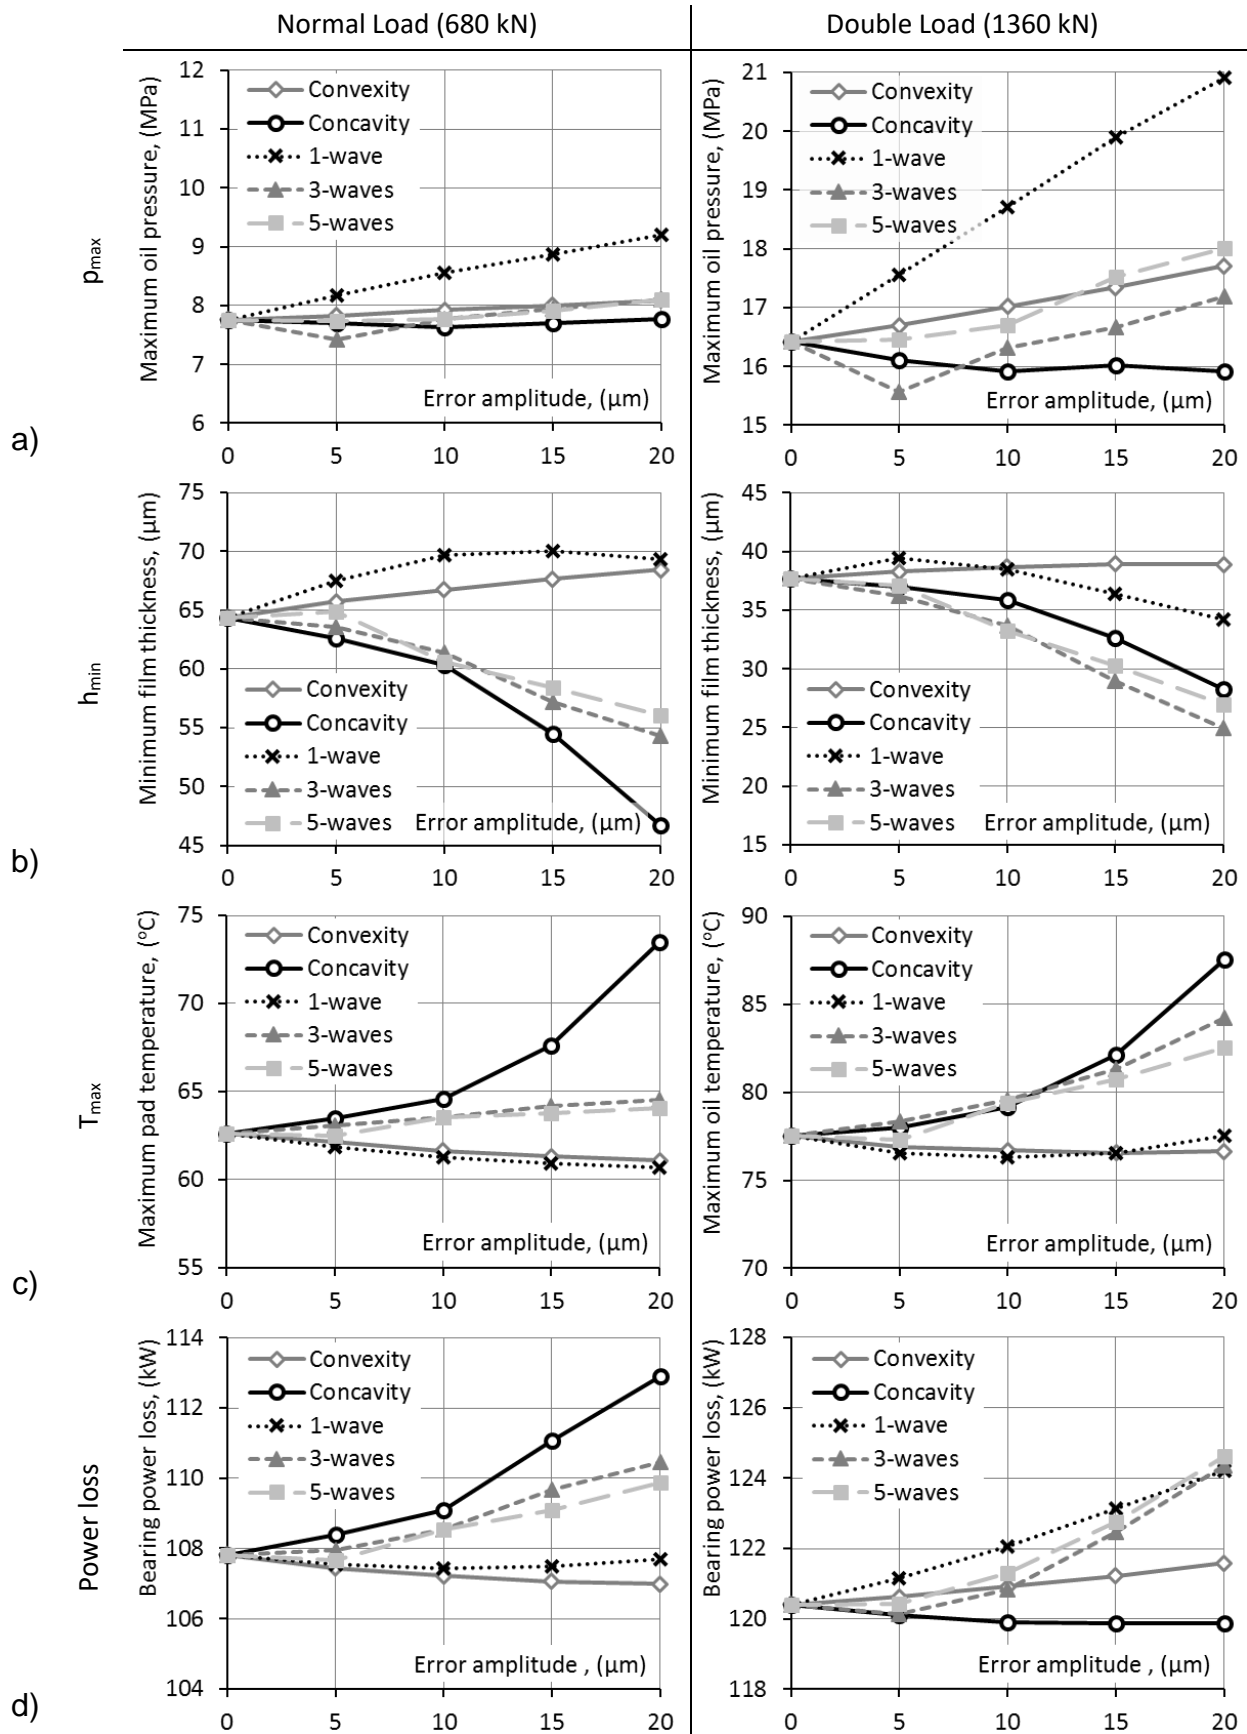 Normal Load (680 kN)
Double Load (1360 kN)
a)
p_max
Maximum oil pressure, (MPa)
12
11
10
9
8
7
6
Convexity
Concavity
1-wave
3-waves
5-waves
Error amplitude, (µm)
0 5 10 15 20
Maximum oil pressure, (MPa)
21
20
19
18
17
16
15
Convexity
Concavity
1-wave
3-waves
5-waves
Error amplitude, (µm)
0 5 10 15 20
b)
h_min
Minimum film thickness, (µm)
75
70
65
60
55
50
45
Convexity
Concavity
1-wave
3-waves
5-waves
Error amplitude, (µm)
0 5 10 15 20
Minimum film thickness, (µm)
45
40
35
30
25
20
15
Convexity
Concavity
1-wave
3-waves
5-waves
Error amplitude, (µm)
0 5 10 15 20
c)
T_max
Maximum pad temperature, (°C)
75
70
65
60
55
Convexity
Concavity
1-wave
3-waves
5-waves
Error amplitude, (µm)
0 5 10 15 20
Maximum oil temperature, (°C)
90
85
80
75
70
Convexity
Concavity
1-wave
3-waves
5-waves
Error amplitude, (µm)
0 5 10 15 20
d)
Power loss
Bearing power loss, (kW)
114
112
110
108
106
104
Convexity
Concavity
1-wave
3-waves
5-waves
Error amplitude , (µm)
0 5 10 15 20
Bearing power loss, (kW)
128
126
124
122
120
118
Convexity
Concavity
1-wave
3-waves
5-waves
Error amplitude , (µm)
0 5 10 15 20